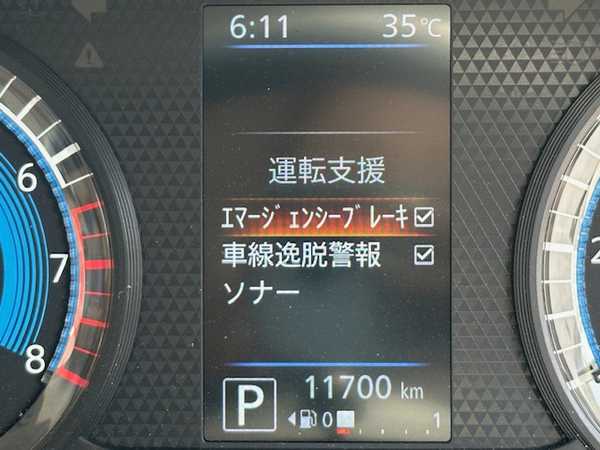 6:11 35℃
運転支援
ｴﾏｰｼﾞｪﾝｼｰﾌﾞﾚｰｷ
車線逸脱警報
ソナー
6
7
8
2
P 11700 km
0 1